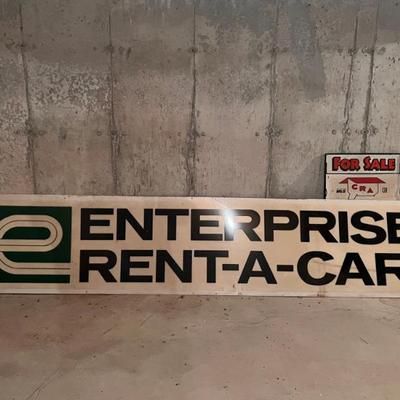 FOR SALE
CRA
e ENTERPRISE
RENT-A-CAR